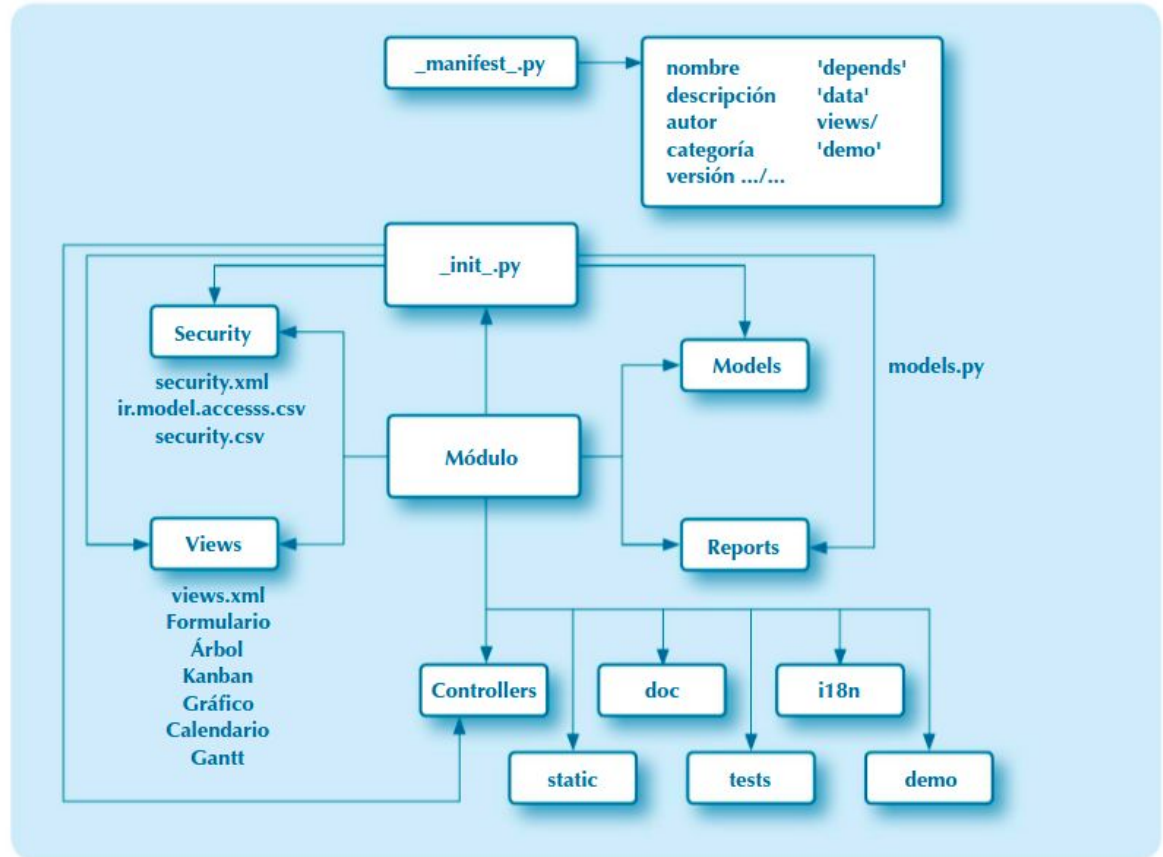 _manifest_.py
nombre 'depends'
descripción 'data'
autor views/
categoría 'demo'
versión .../...
_init_.py
Security
security.xml
ir.model.accesss.csv
security.csv
Models
models.py
Módulo
Views
views.xml
Formulario
Árbol
Kanban
Gráfico
Calendario
Gantt
Reports
Controllers
doc
i18n
static
tests
demo